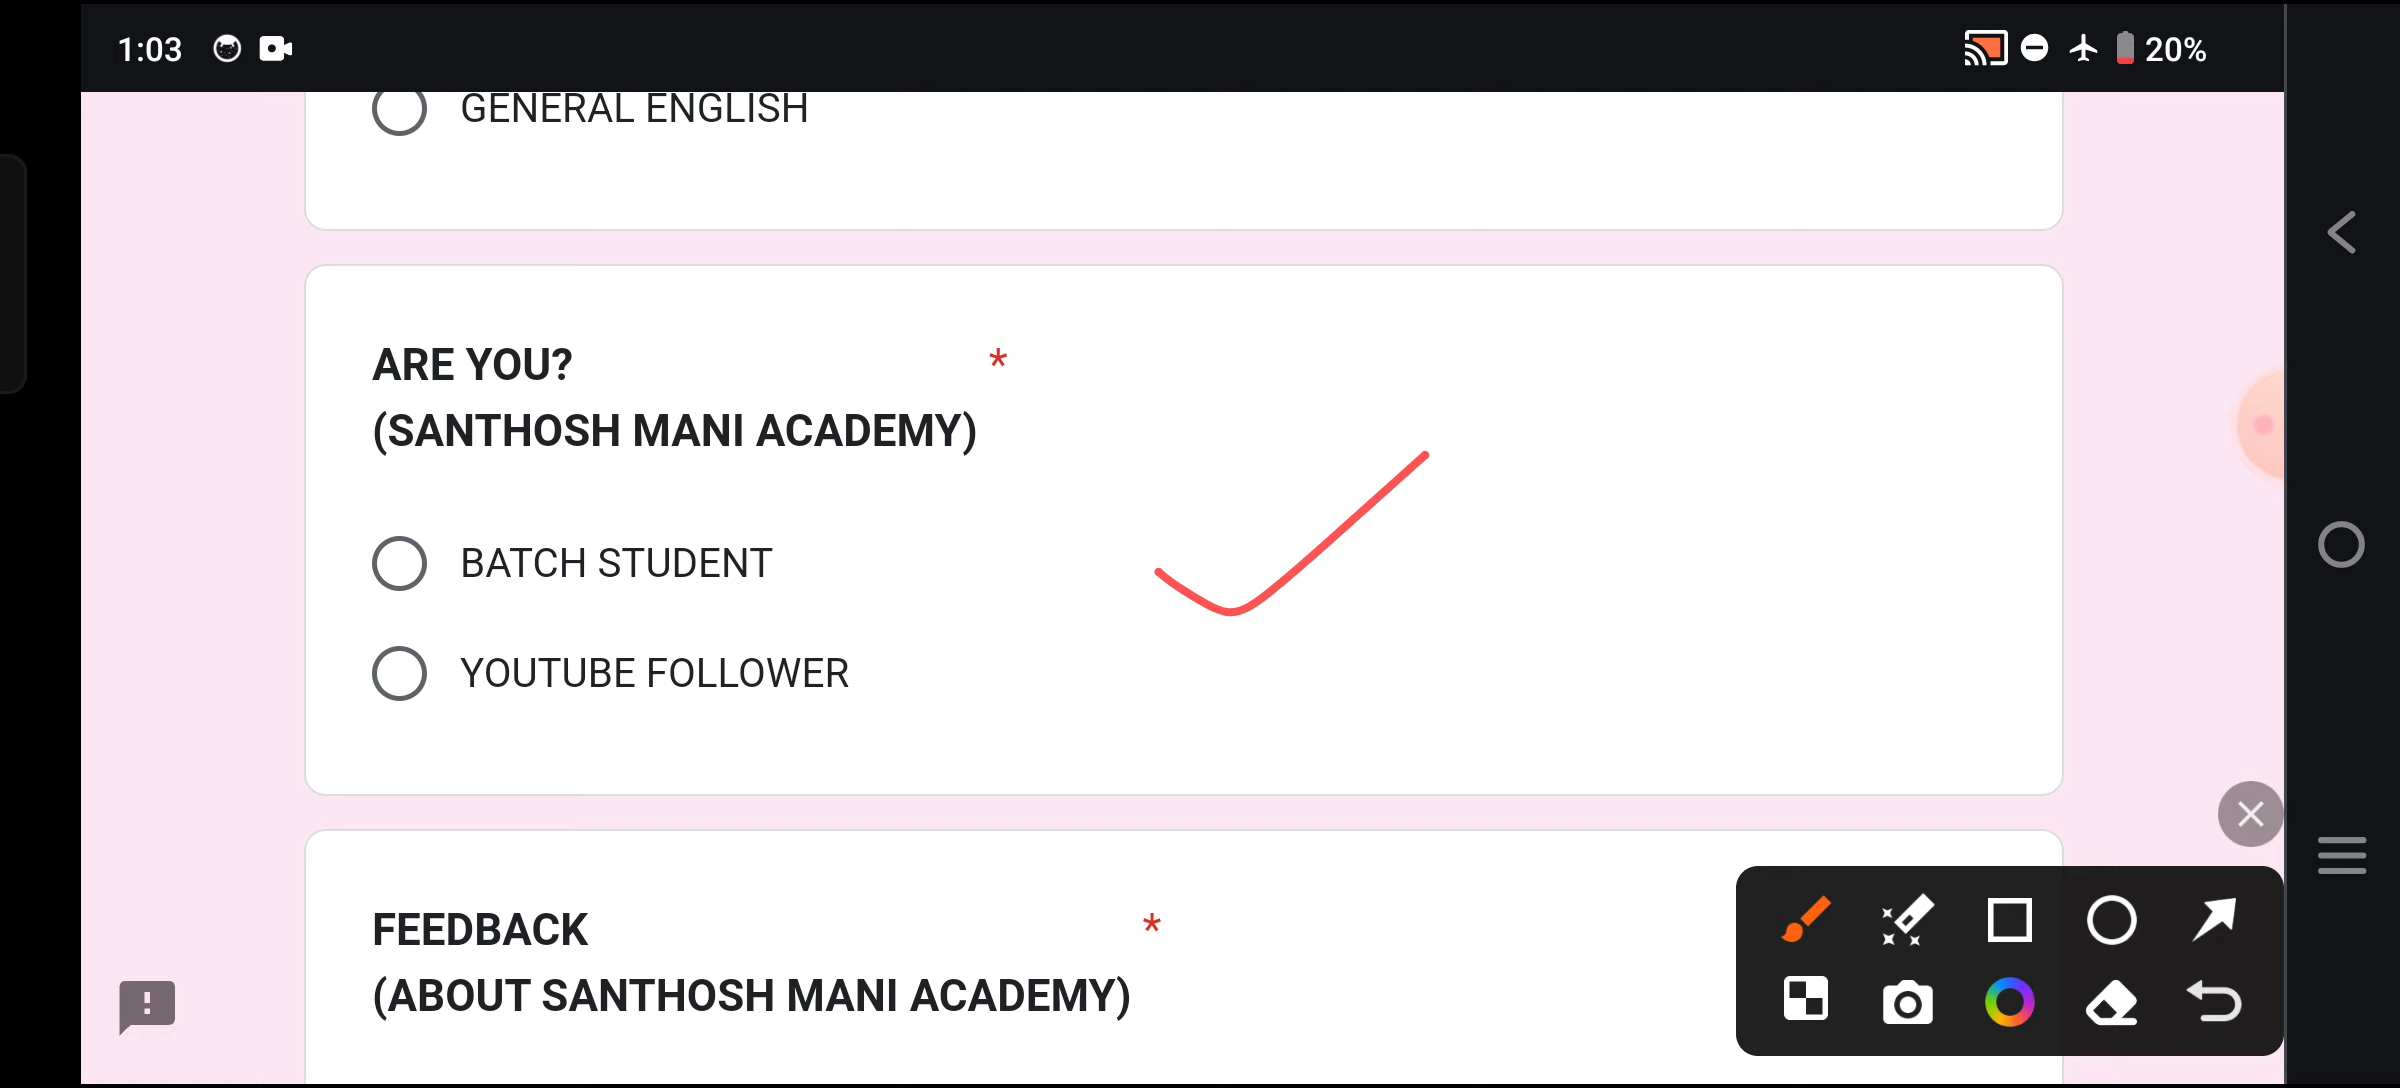 1:03
20%
GENERAL ENGLISH
ARE YOU? *
(SANTHOSH MANI ACADEMY)
BATCH STUDENT
YOUTUBE FOLLOWER
FEEDBACK *
(ABOUT SANTHOSH MANI ACADEMY)